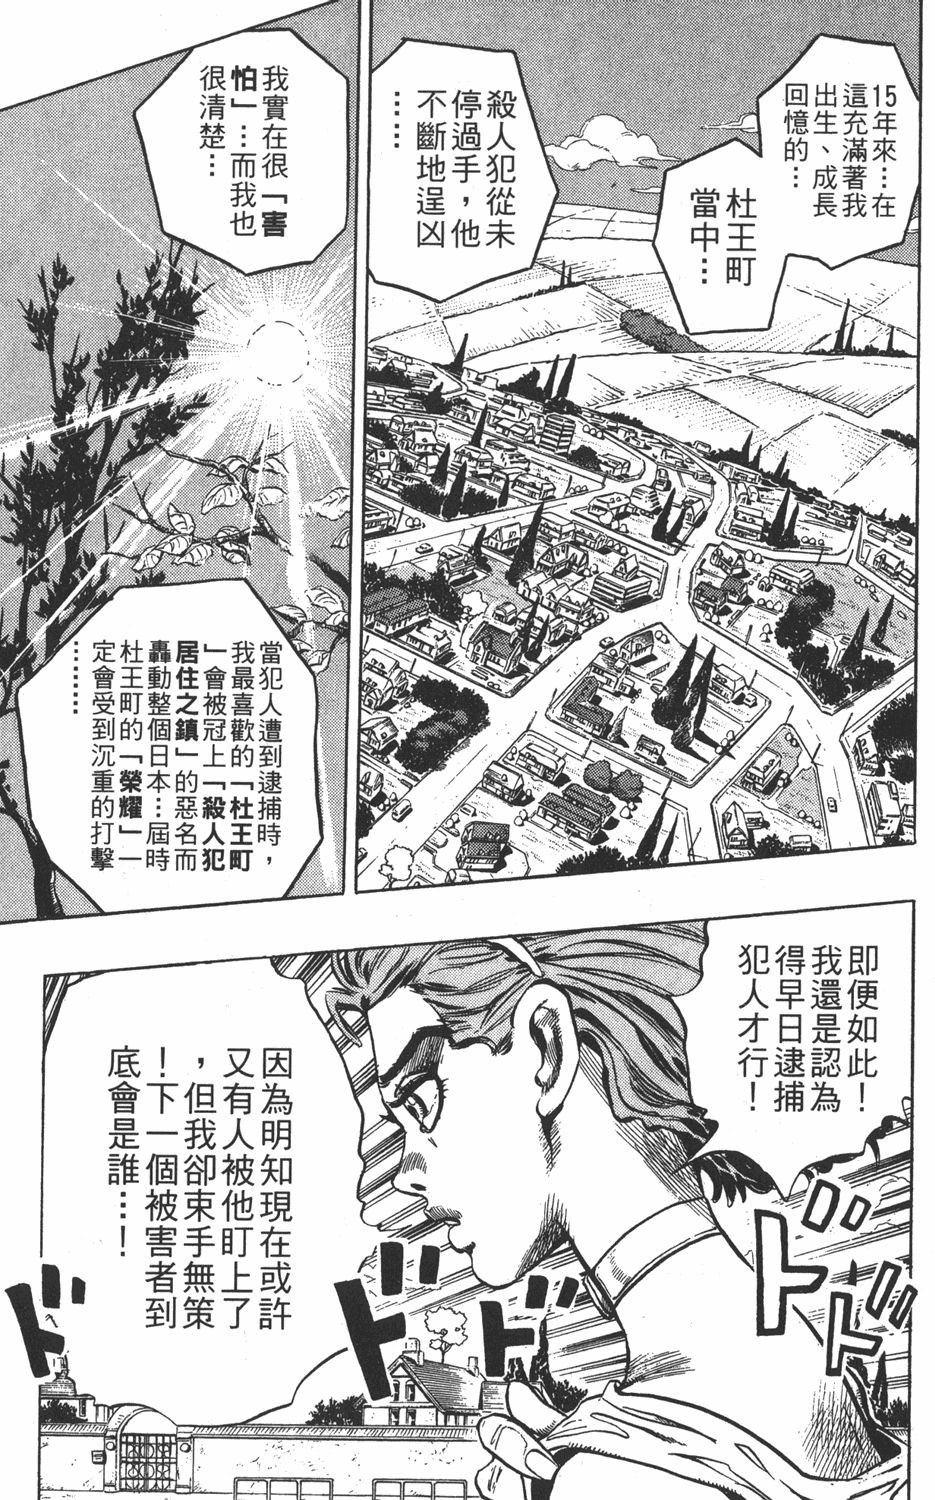 15年來…在
這充滿著我
出生、成長
回憶的…
杜王町
當中…
殺人犯從未
停過手，他
不斷地逞凶
……
我實在很「害
怕」…而我也
很清楚…
當犯人遭到逮捕時，
我最喜歡的「杜王町
」會被冠上「殺人犯
居住之鎮」的惡名而
轟動整個日本…屆時
杜王町的「榮耀」一
定會受到沉重的打擊
………
即便如此！
我還是認為
得早日逮捕
犯人才行！
因為明知現在或許
又有人被他盯上了
，但我卻束手無策
！下一個被害者到
底會是誰…！
ドドド
ドド
ド